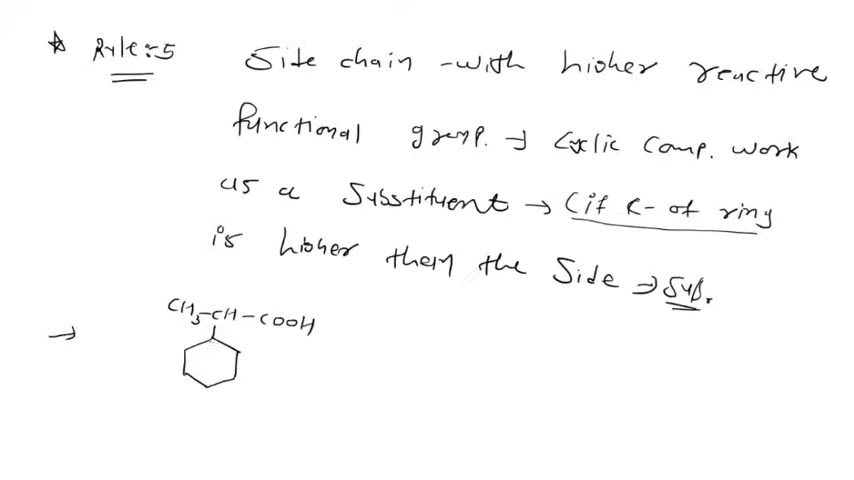 ☆ Rule:5 Side chain -with higher reactive
functional group. → Cyclic Comp. work
as a Substituent → (if C- of ring
is higher then the Side → Sub.
→ CH3-CH-COOH